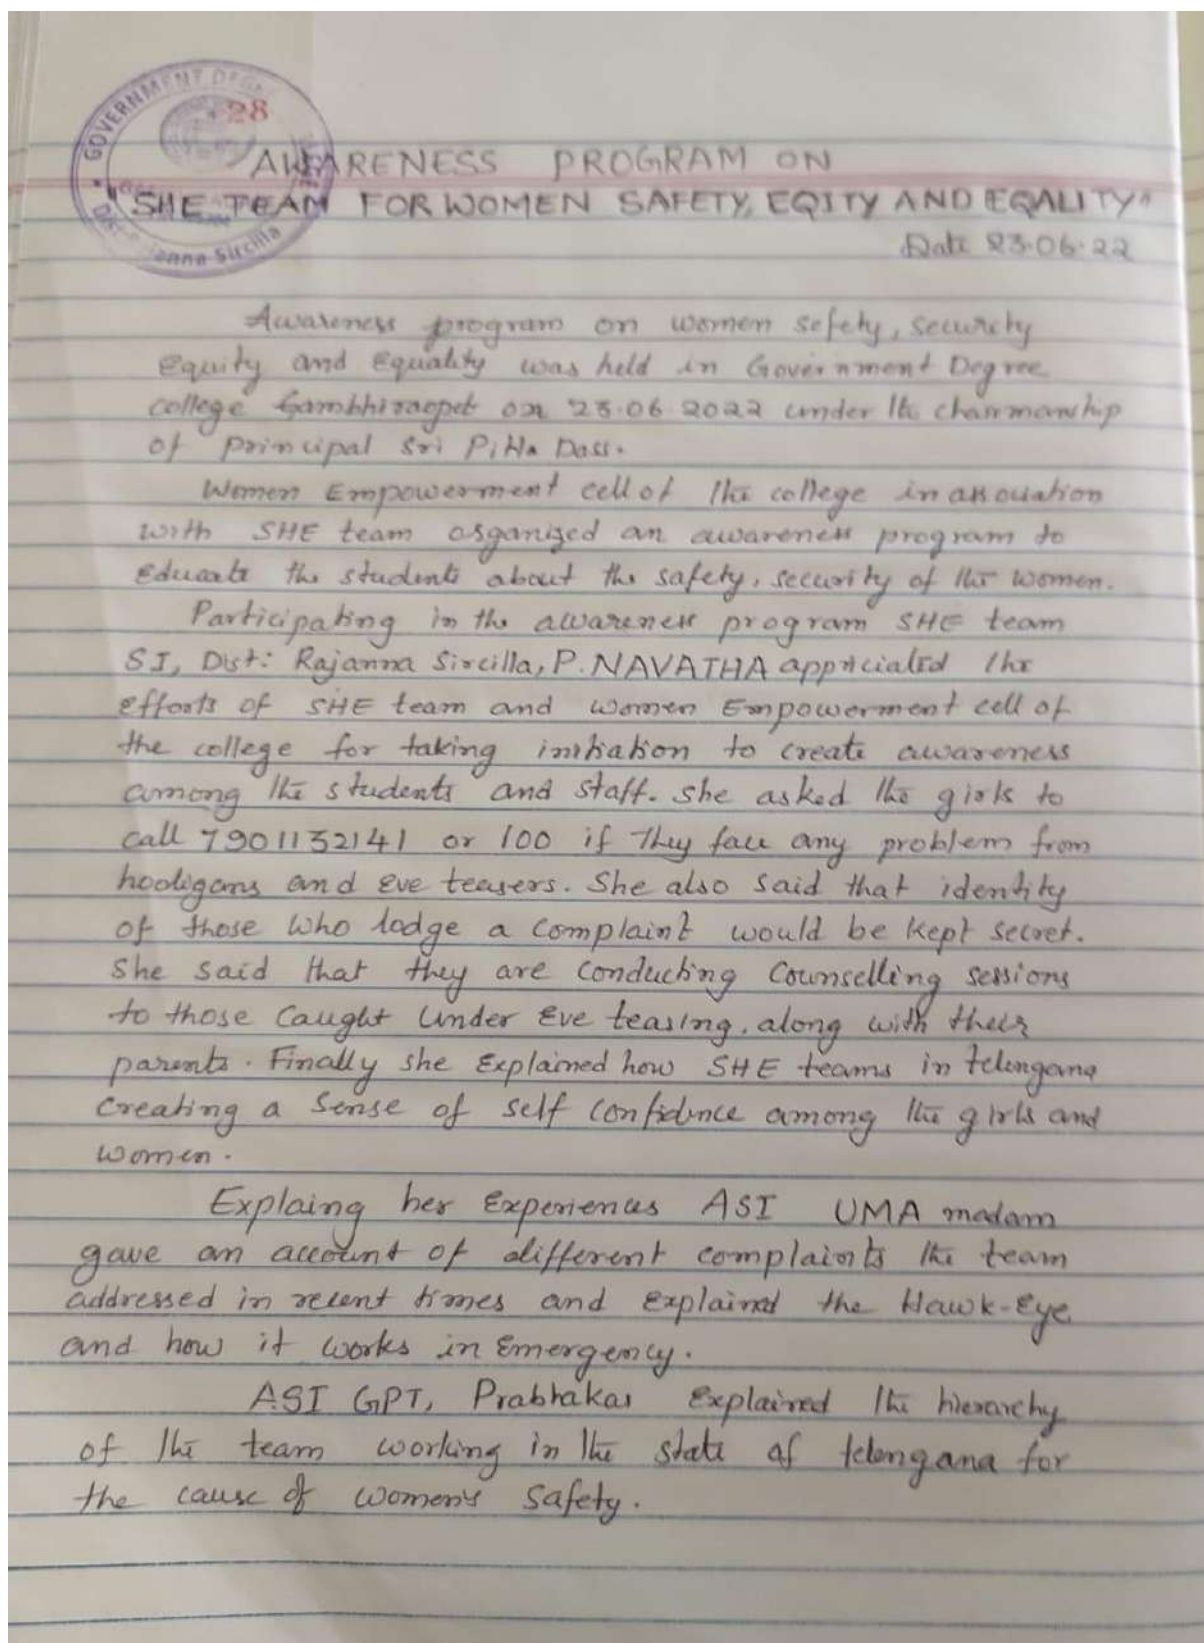 GOVERNMENT DEGREE
28
Dist. Rajanna Sircilla
AWARENESS PROGRAM ON
"SHE TEAM FOR WOMEN SAFETY, EQITY AND EQALITY"
Date 23.06.22
Awareness program on women sefety, security
equity and equality was held in Government Degree
college Gambhiraopet on 23.06.2022 under the chairmanship
of principal Sri Dass.
Women Empowerment cell of the college in association
with SHE team organized an awareness program to
educate the students about the safety, security of the women.
Participating in the awareness program SHE team
SI, Dist: Rajanna Sircilla, P.NAVATHA appriciated the
efforts of SHE team and women Empowerment cell of
the college for taking initiation to create awareness
among the students and staff. She asked the girls to
call 7901132141 or 100 if they face any problem from
hooligans and eve teasers. She also said that identity
of those who lodge a complaint would be kept secret.
She said that they are conducting counselling sessions
to those caught under eve teasing, along with their
parents. Finally she explained how SHE teams in telengana
creating a sense of self confidence among the girls and
women.
Explaing her experiences ASI UMA madam
gave an account of different complaints the team
addressed in recent times and explained the Hawk-Eye
and how it works in emergency.
ASI GPT, Prabhakar explained the hierarchy
of the team working in the state of telengana for
the cause of women's safety.